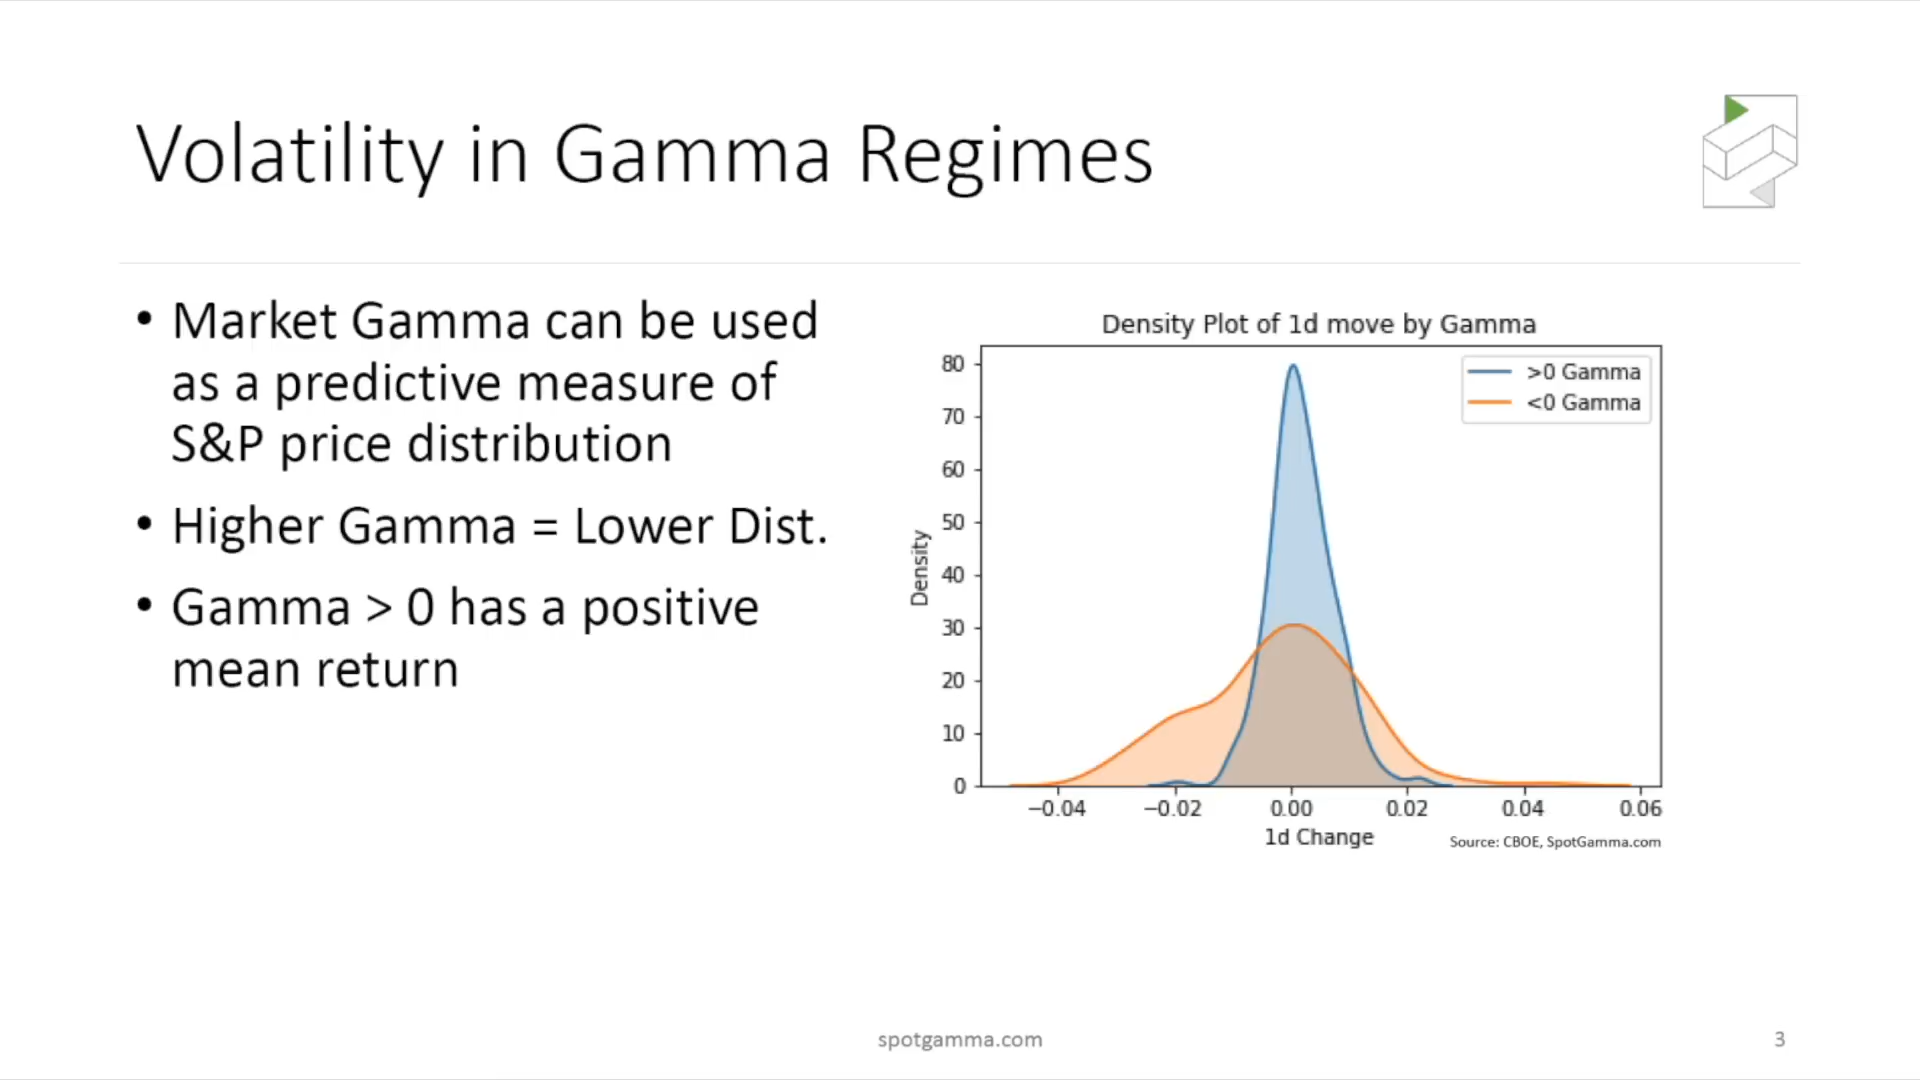 Volatility in Gamma Regimes
• Market Gamma can be used
as a predictive measure of
S&P price distribution
• Higher Gamma = Lower Dist.
• Gamma > 0 has a positive
mean return
Density Plot of 1d move by Gamma
>0 Gamma
<0 Gamma
Density
80
70
60
50
40
30
20
10
0
−0.04 −0.02 0.00 0.02 0.04 0.06
1d Change
Source: CBOE, SpotGamma.com
spotgamma.com
3